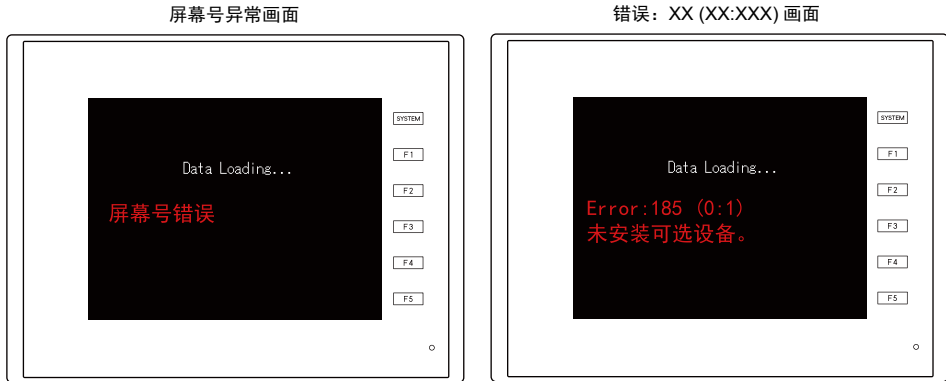 屏幕号异常画面
SYSTEM
F1
Data Loading...
F2
屏幕号错误
F3
F4
F5
错误：XX (XX:XXX) 画面
SYSTEM
F1
Data Loading...
F2
Error:185 (0:1)
F3
未安装可选设备。
F4
F5